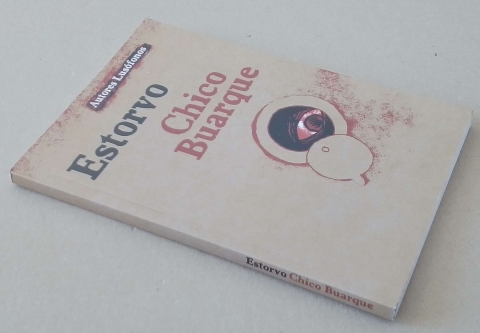 Autores Lusófonos
Estorvo
Chico
Buarque
Estorvo Chico Buarque